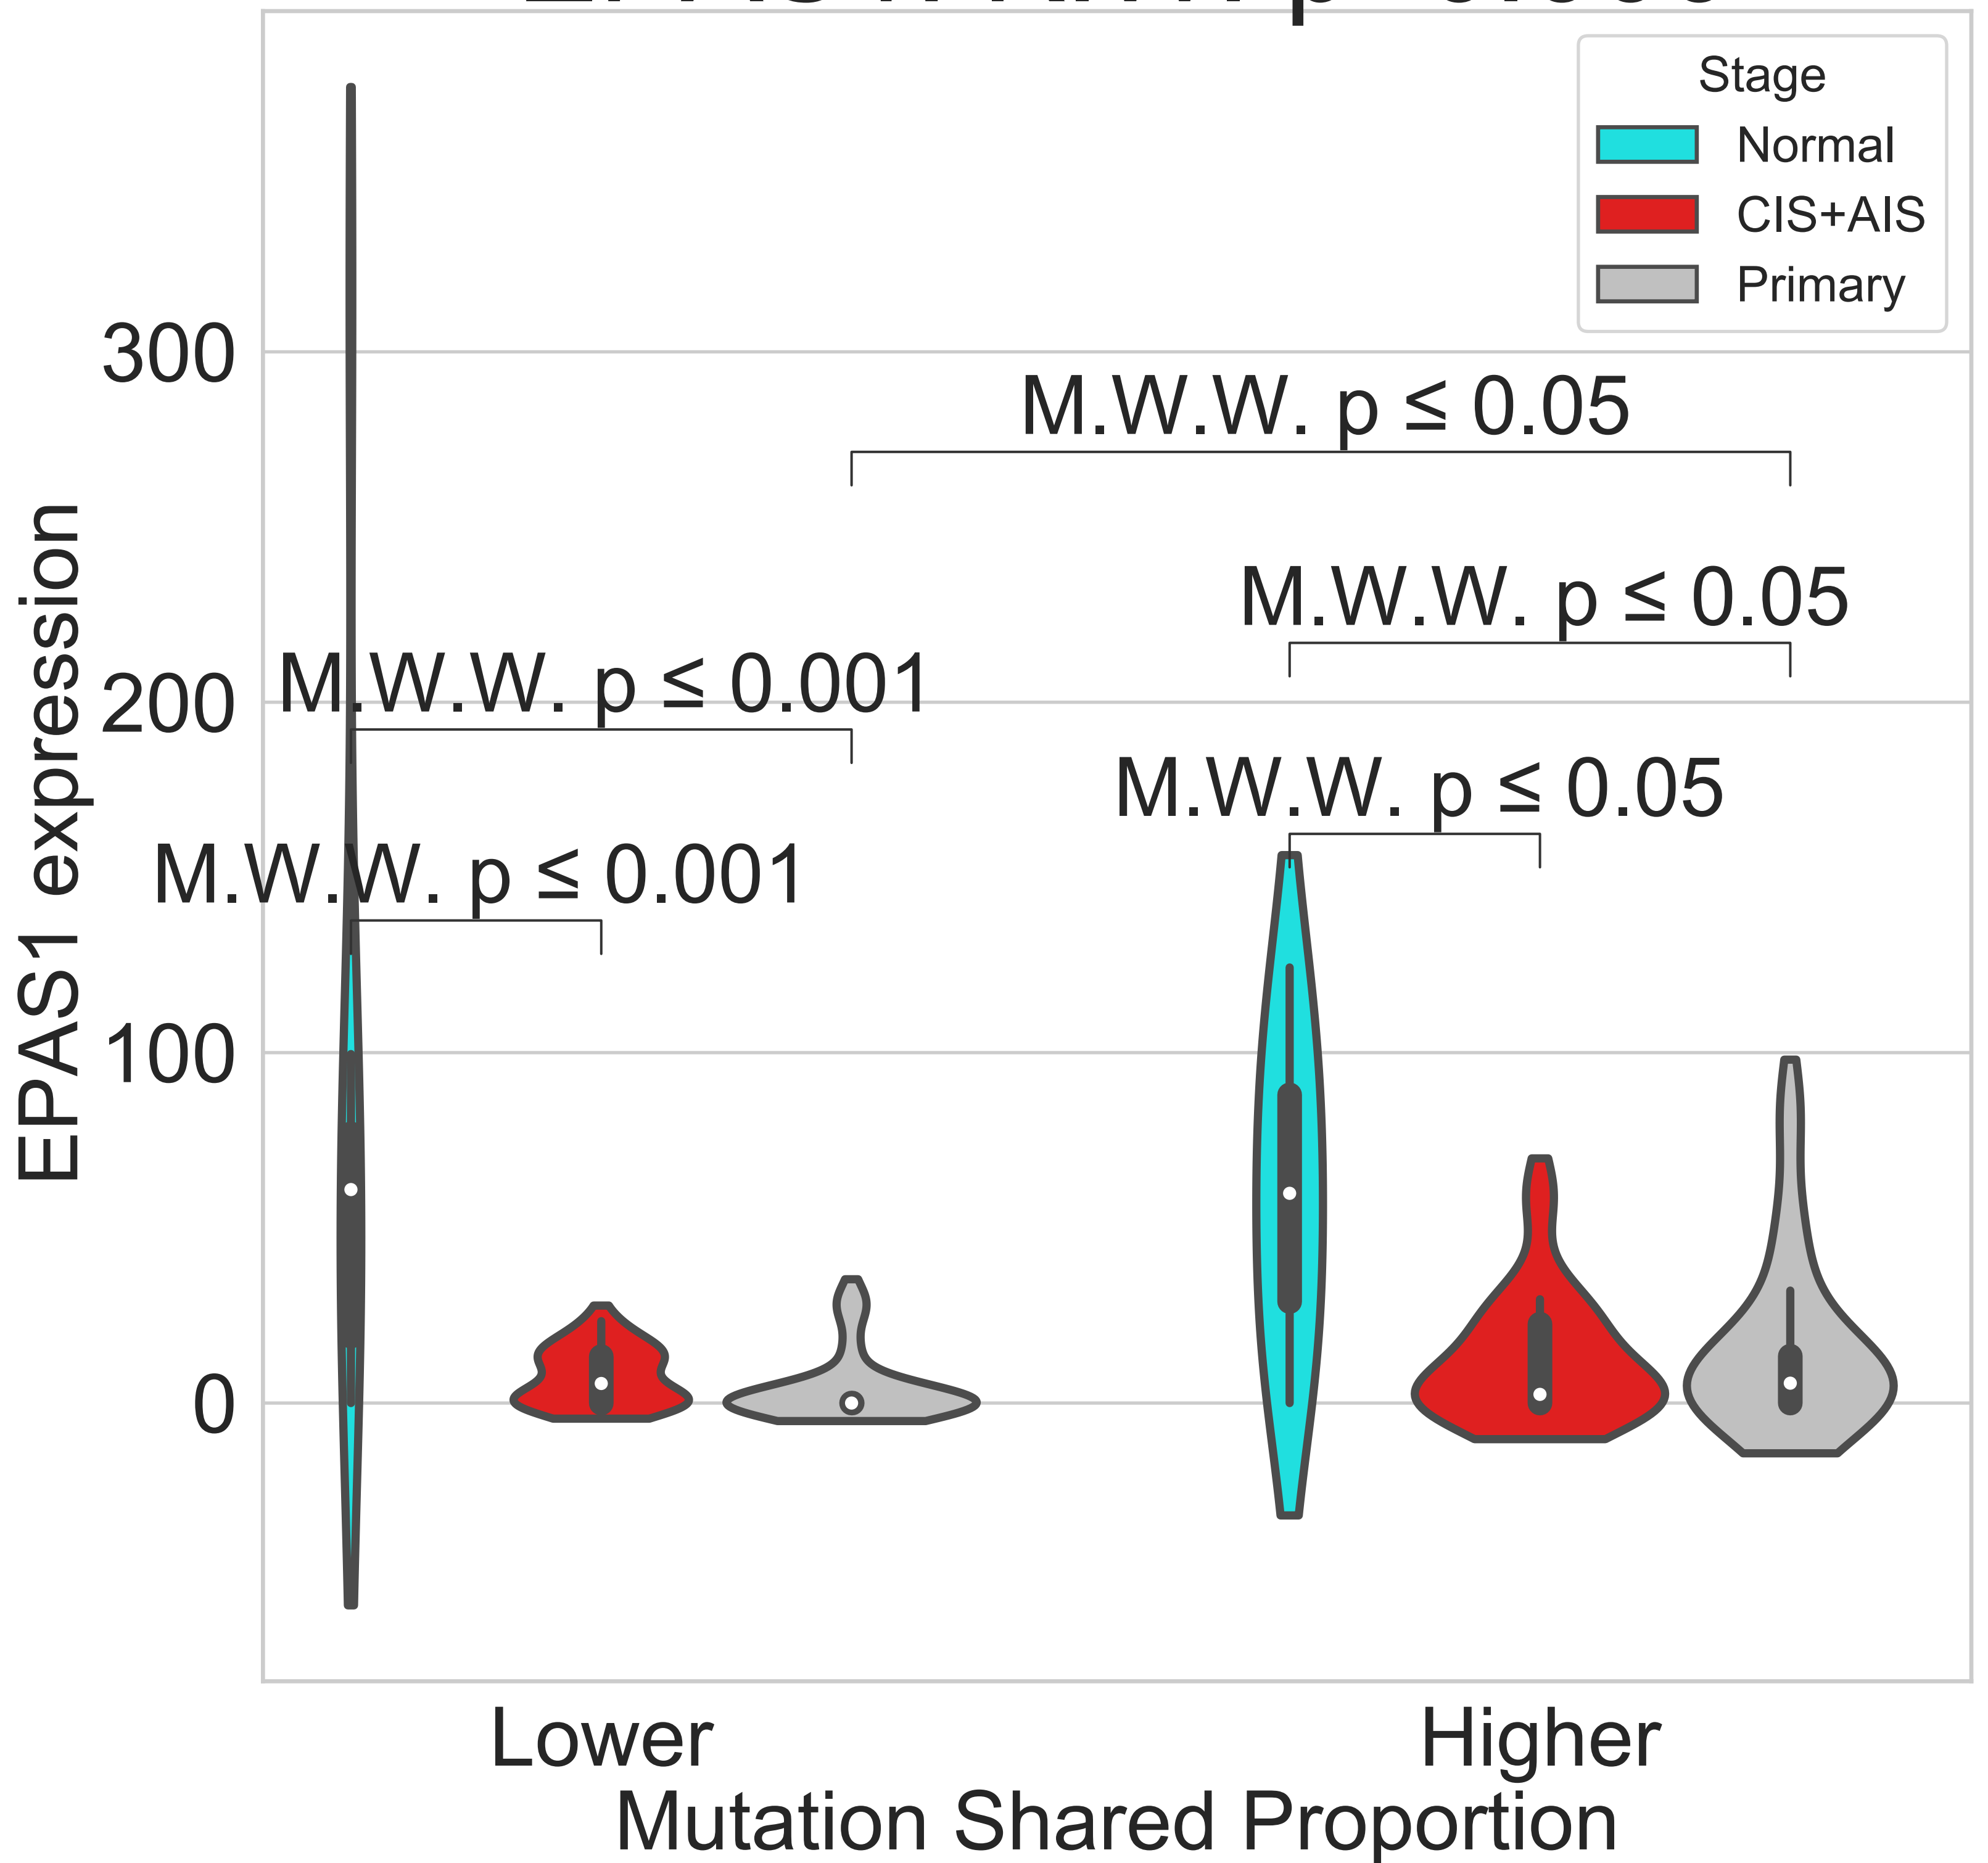 Stage
Normal
CIS+AIS
Primary
300
200
100
0
EPAS1 expression
M.W.W. p ≤ 0.05
M.W.W. p ≤ 0.05
M.W.W. p ≤ 0.001
M.W.W. p ≤ 0.05
M.W.W. p ≤ 0.001
Lower
Higher
Mutation Shared Proportion